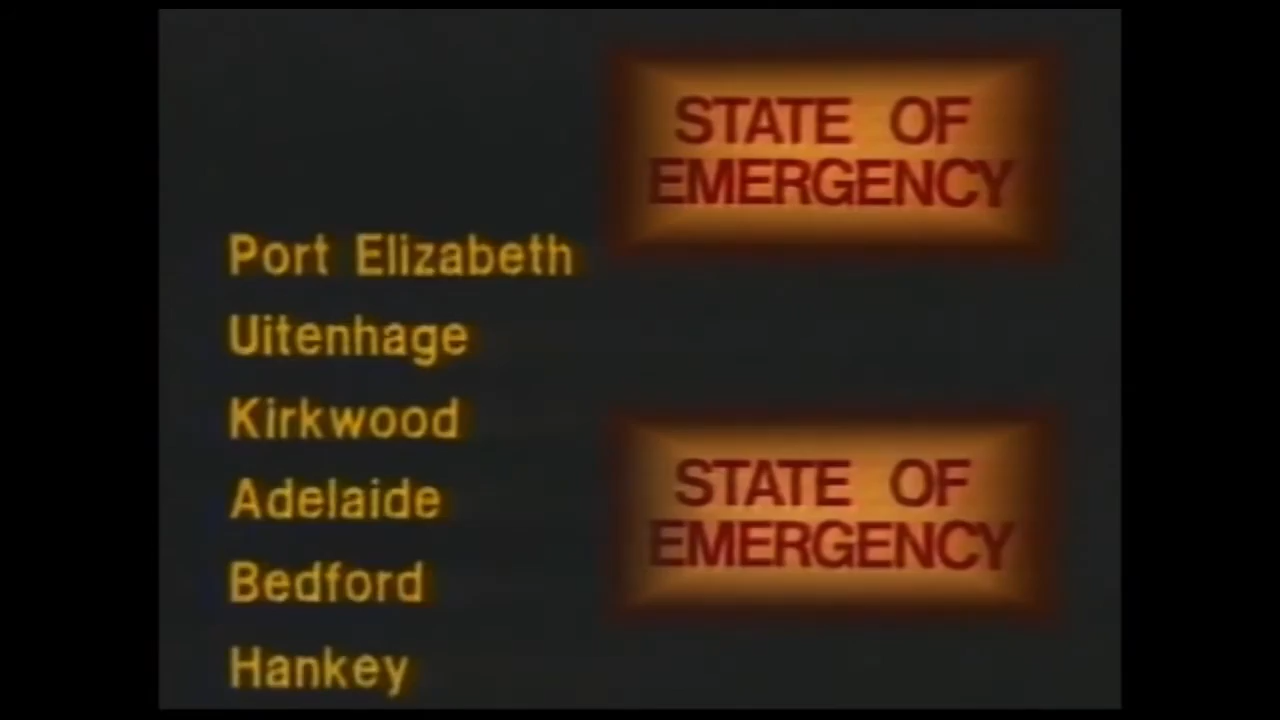 STATE OF
EMERGENCY
Port Elizabeth
Uitenhage
Kirkwood
Adelaide
Bedford
Hankey
STATE OF
EMERGENCY